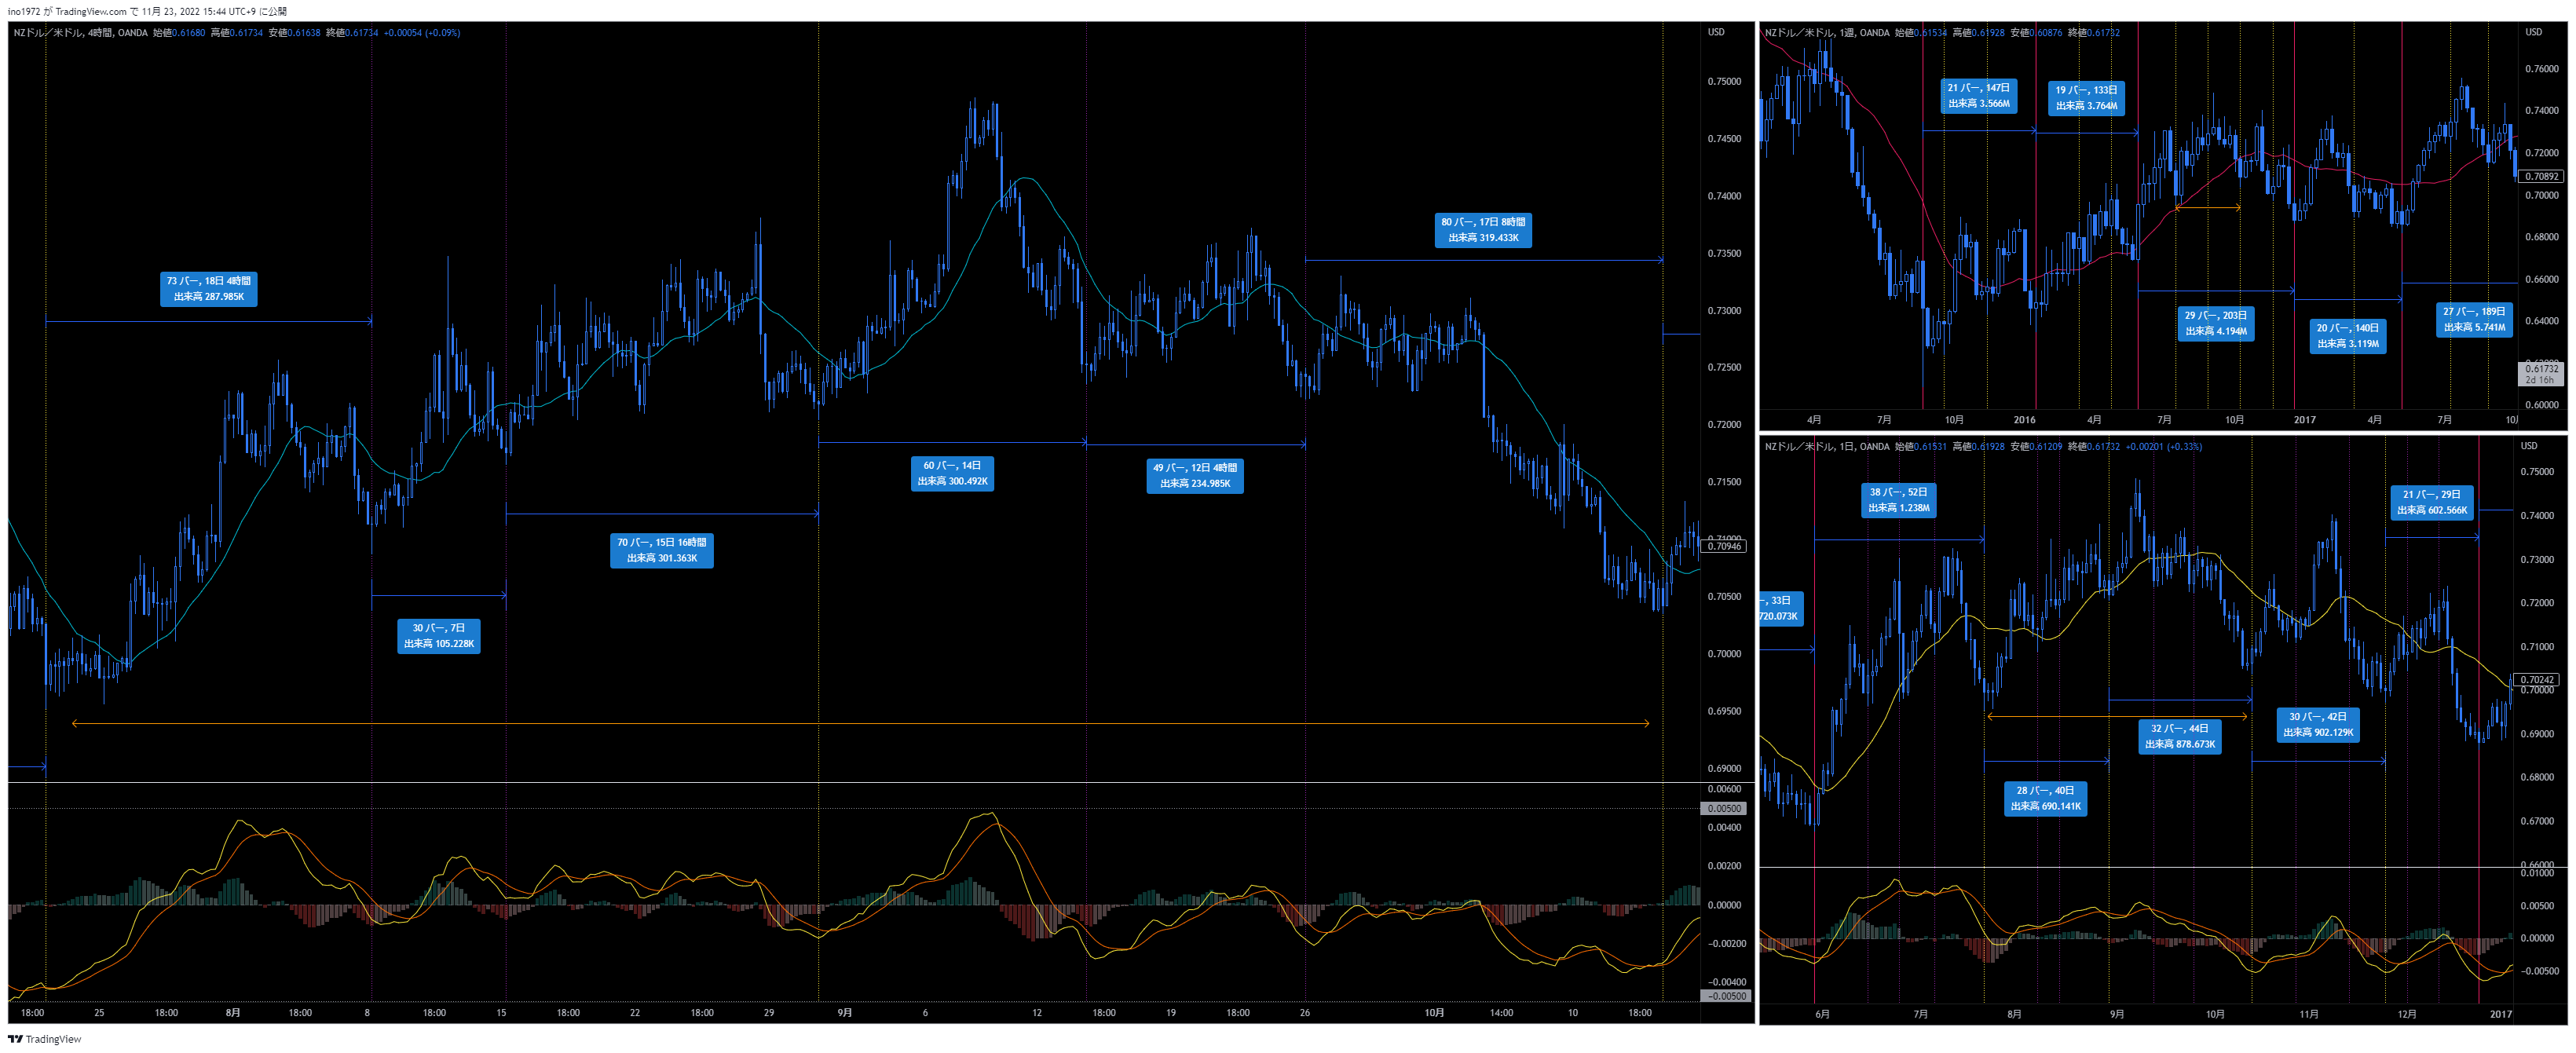 ino1972 が TradingView.com で 11月 23, 2022 15:44 UTC+9 に公開
NZドル／米ドル, 4時間, OANDA 始値0.61680 高値0.61734 安値0.61638 終値0.61734 +0.00054 (+0.09%)
USD
0.75000
0.74500
0.74000
0.73500
0.73000
0.72500
0.72000
0.71500
0.71000
0.70946
0.70500
0.70000
0.69500
0.69000
73 バー, 18日 4時間
出来高 287.985K
30 バー, 7日
出来高 105.228K
70 バー, 15日 16時間
出来高 301.363K
60 バー, 14日
出来高 300.492K
49 バー, 12日 4時間
出来高 234.985K
80 バー, 17日 8時間
出来高 319.433K
0.00600
0.00500
0.00400
0.00200
0.00000
−0.00200
−0.00400
−0.00500
18:00 25 18:00 8月 18:00 8 18:00 15 18:00 22 18:00 29 9月 6 12 18:00 19 18:00 26 10月 14:00 10 18:00
NZドル／米ドル, 1週, OANDA 始値0.61534 高値0.61928 安値0.60876 終値0.61732
USD
0.76000
0.74000
0.72000
0.70892
0.70000
0.68000
0.66000
0.64000
0.62000
0.61732
2d 16h
0.60000
21 バー, 147日
出来高 3.566M
19 バー, 133日
出来高 3.764M
29 バー, 203日
出来高 4.194M
20 バー, 140日
出来高 3.119M
27 バー, 189日
出来高 5.741M
4月 7月 10月 2016 4月 7月 10月 2017 4月 7月
NZドル／米ドル, 1日, OANDA 始値0.61531 高値0.61928 安値0.61209 終値0.61732 +0.00201 (+0.33%)
USD
0.75000
0.74000
0.73000
0.72000
0.71000
0.70242
0.70000
0.69000
0.68000
0.67000
0.66000
ー, 33日
720.073K
38 バー, 52日
出来高 1.238M
28 バー, 40日
出来高 690.141K
32 バー, 44日
出来高 878.673K
30 バー, 42日
出来高 902.129K
21 バー, 29日
出来高 602.566K
0.01000
0.00500
0.00000
−0.00500
6月 7月 8月 9月 10月 11月 12月 2017
TradingView